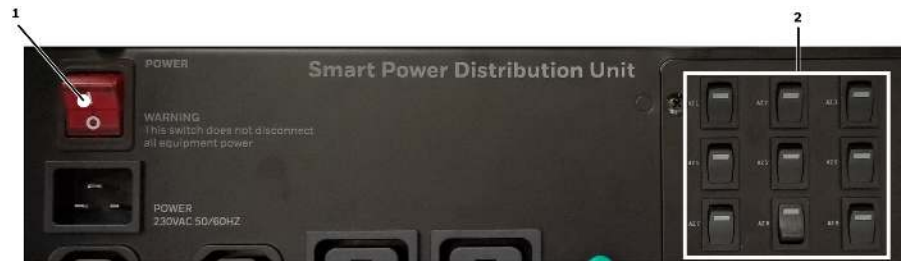 1
2
POWER
Smart Power Distribution Unit
WARNING
This switch does not disconnect
all equipment power
POWER
230VAC 50/60HZ